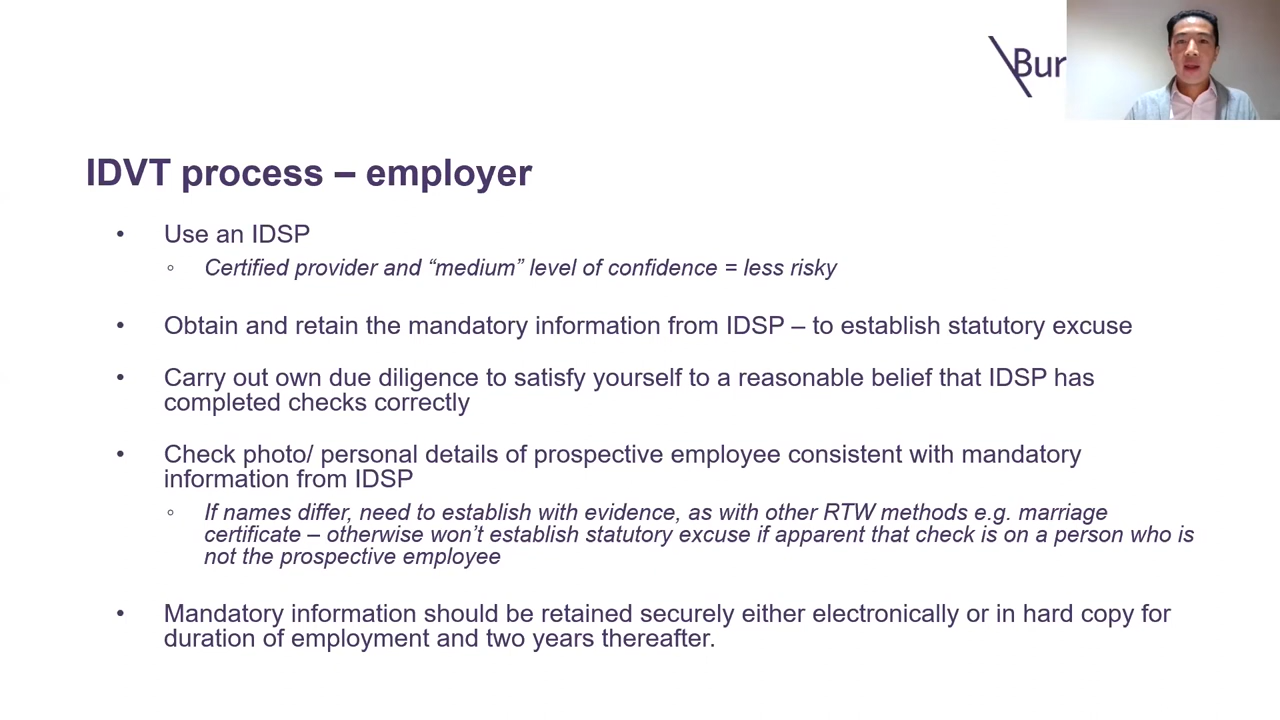 \Bur
IDVT process – employer
• Use an IDSP
◦ Certified provider and “medium” level of confidence = less risky
• Obtain and retain the mandatory information from IDSP – to establish statutory excuse
• Carry out own due diligence to satisfy yourself to a reasonable belief that IDSP has
completed checks correctly
• Check photo/ personal details of prospective employee consistent with mandatory
information from IDSP
◦ If names differ, need to establish with evidence, as with other RTW methods e.g. marriage
certificate – otherwise won’t establish statutory excuse if apparent that check is on a person who is
not the prospective employee
• Mandatory information should be retained securely either electronically or in hard copy for
duration of employment and two years thereafter.